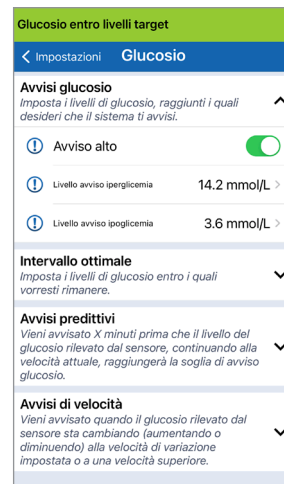 Glucosio entro livelli target
Impostazioni Glucosio
Avvisi glucosio
Imposta i livelli di glucosio, raggiunti i quali
desideri che il sistema ti avvisi.
Avviso alto
Livello avviso iperglicemia 14.2 mmol/L
Livello avviso ipoglicemia 3.6 mmol/L
Intervallo ottimale
Imposta i livelli di glucosio entro i quali
vorresti rimanere.
Avvisi predittivi
Vieni avvisato X minuti prima che il livello del
glucosio rilevato dal sensore, continuando alla
velocità attuale, raggiungerà la soglia di avviso
glucosio.
Avvisi di velocità
Vieni avvisato quando il glucosio rilevato dal
sensore sta cambiando (aumentando o
diminuendo) alla velocità di variazione
impostata o a una velocità superiore.